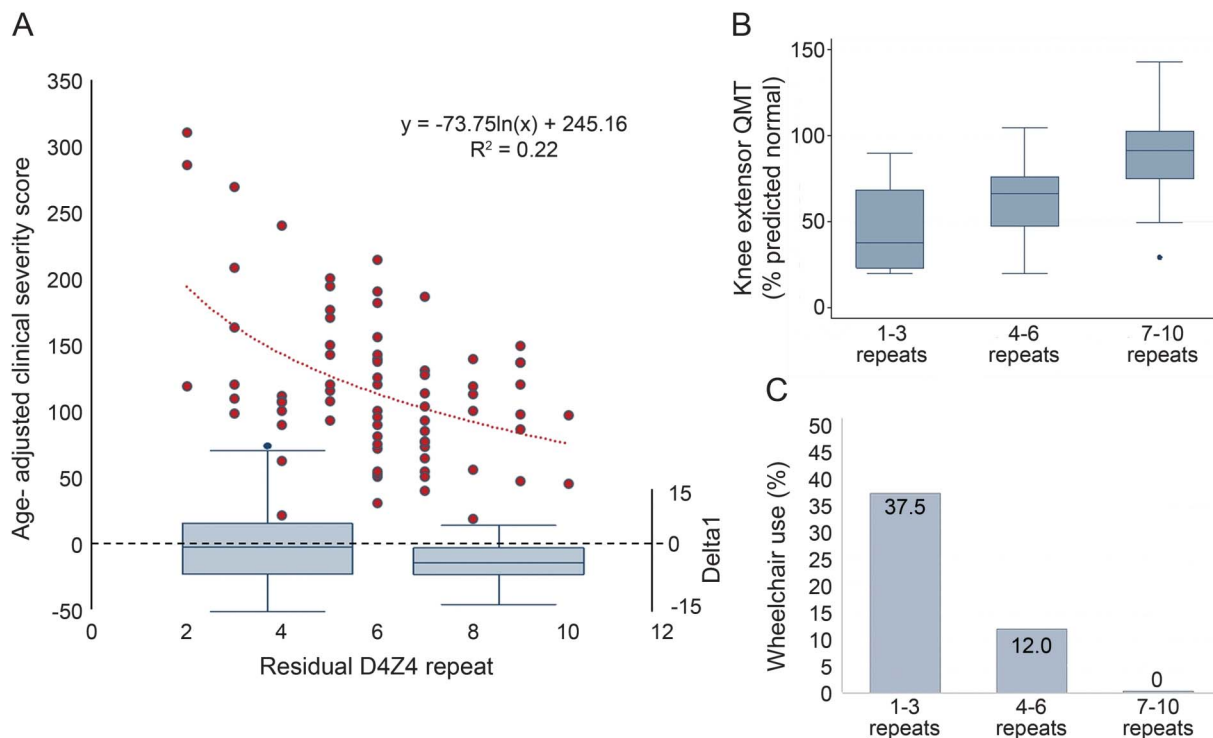 A
350
300
250
200
150
100
50
0
-50
Age- adjusted clinical severity score
y = -73.75ln(x) + 245.16
R² = 0.22
15
0
-15
Delta1
0
2
4
6
8
10
12
Residual D4Z4 repeat
B
150
100
50
0
Knee extensor QMT
(% predicted normal)
1-3
repeats
4-6
repeats
7-10
repeats
C
50
45
40
35
30
25
20
15
10
5
0
Wheelchair use (%)
37.5
12.0
0
1-3
repeats
4-6
repeats
7-10
repeats